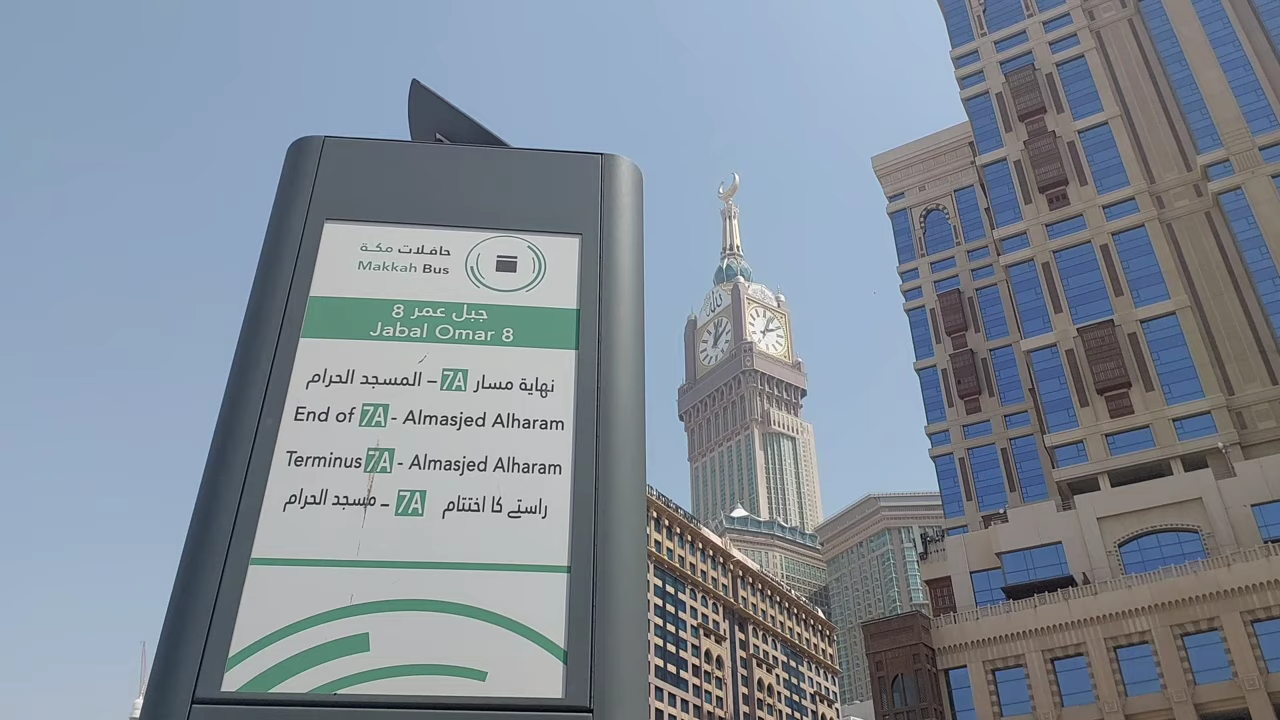 حافلات مكة
Makkah Bus
جبل عمر 8
Jabal Omar 8
نهاية مسار 7A – المسجد الحرام
End of 7A - Almasjed Alharam
Terminus 7A - Almasjed Alharam
راستے کا اختتام 7A – مسجد الحرام
الله